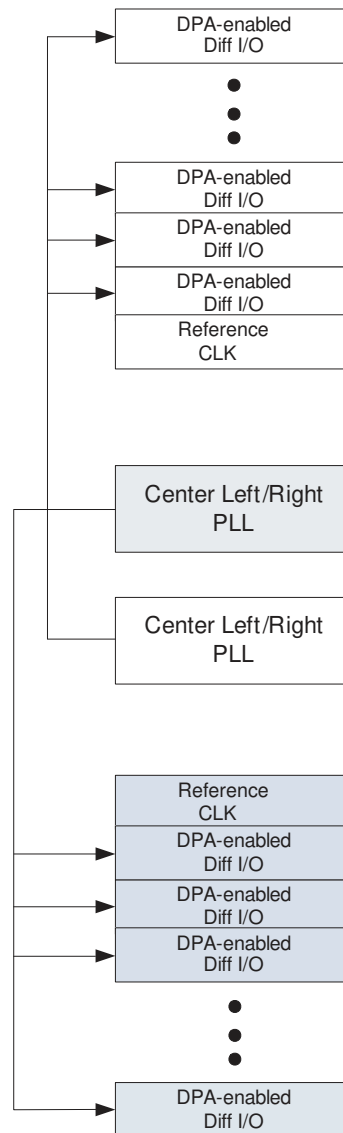 DPA-enabled
Diff I/O
DPA-enabled
Diff I/O
DPA-enabled
Diff I/O
DPA-enabled
Diff I/O
Reference
CLK
Center Left/Right
PLL
Center Left/Right
PLL
Reference
CLK
DPA-enabled
Diff I/O
DPA-enabled
Diff I/O
DPA-enabled
Diff I/O
DPA-enabled
Diff I/O